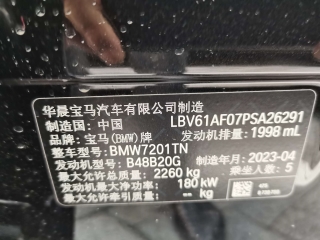 华晨宝马汽车有限公司制造
制造国: 中国 LBV61AF07PSA26291
品牌: 宝马(BMW)牌 发动机排量: 1998 mL
整车型号: BMW7201TN
发动机型号: B48B20G 制造年月: 2023-04
最大允许总质量: 2260 kg 乘坐人数: 5
发动机最大净功率: 180 kW
最大允许牵引质量: -- kg